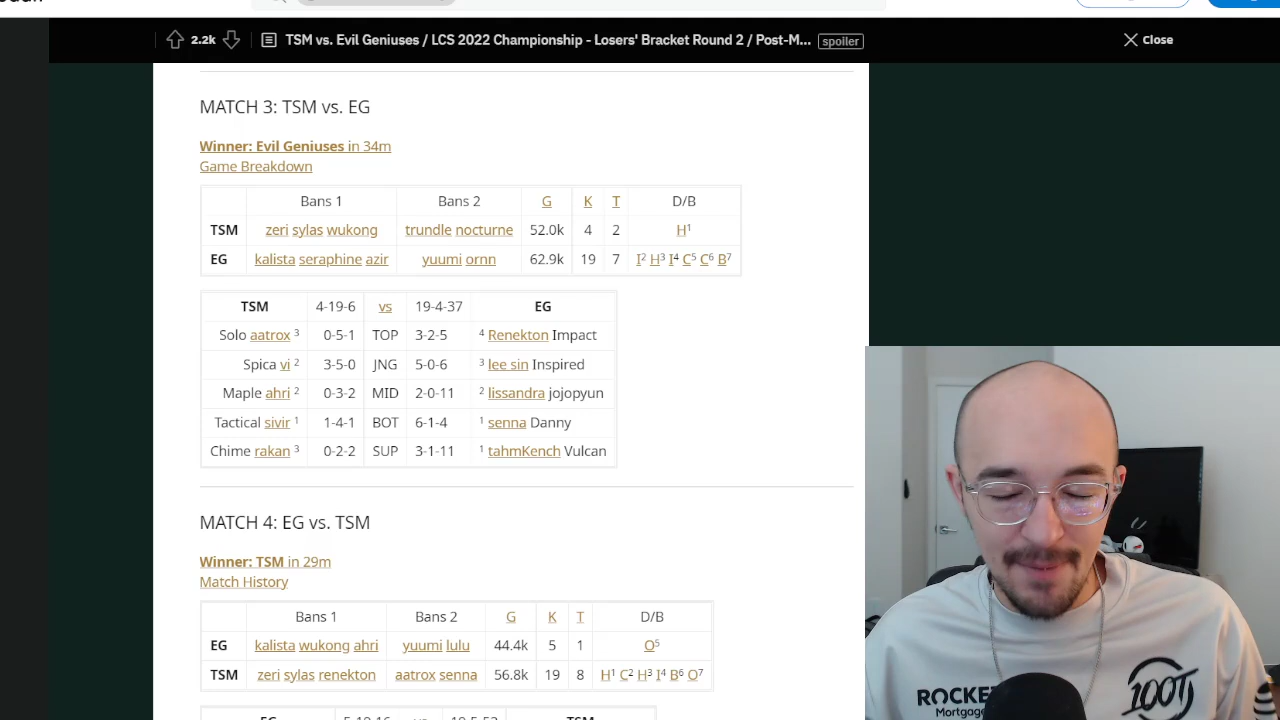 2.2k TSM vs. Evil Geniuses / LCS 2022 Championship - Losers' Bracket Round 2 / Post-M... spoiler Close
MATCH 3: TSM vs. EG
Winner: Evil Geniuses in 34m
Game Breakdown
Bans 1 Bans 2 G K T D/B
TSM zeri sylas wukong trundle nocturne 52.0k 4 2 H¹
EG kalista seraphine azir yuumi ornn 62.9k 19 7 I² H³ I⁴ C⁵ C⁶ B⁷
TSM 4-19-6 vs 19-4-37 EG
Solo aatrox ³ 0-5-1 TOP 3-2-5 ⁴ Renekton Impact
Spica vi ² 3-5-0 JNG 5-0-6 ³ lee sin Inspired
Maple ahri ² 0-3-2 MID 2-0-11 ² lissandra jojopyun
Tactical sivir ¹ 1-4-1 BOT 6-1-4 ¹ senna Danny
Chime rakan ³ 0-2-2 SUP 3-1-11 ¹ tahmKench Vulcan
MATCH 4: EG vs. TSM
Winner: TSM in 29m
Match History
Bans 1 Bans 2 G K T D/B
EG kalista wukong ahri yuumi lulu 44.4k 5 1 O⁵
TSM zeri sylas renekton aatrox senna 56.8k 19 8 H¹ C² H³ I⁴ B⁶ O⁷
ROCKET
Mortgage
100T